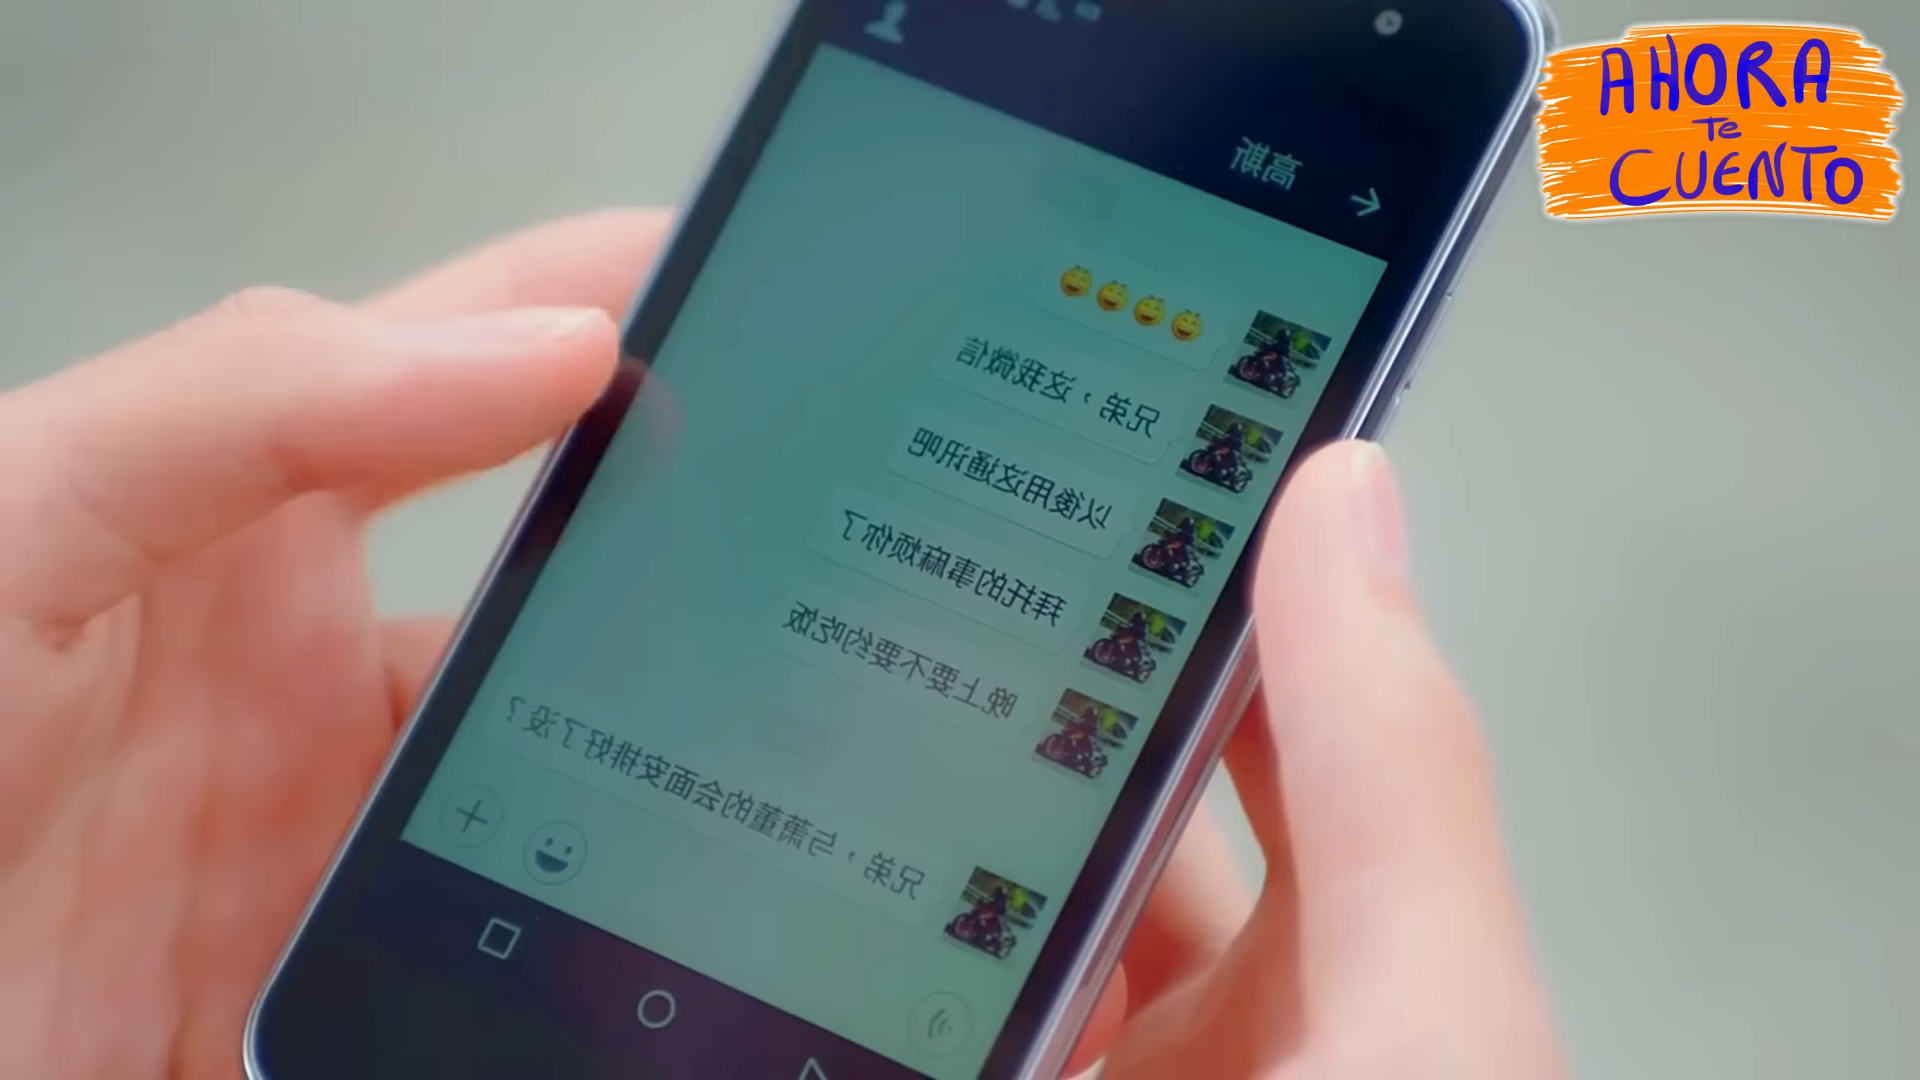 AHORA
Te
CUENTO
高斯
兄弟，这我微信
以後用这通讯吧
拜托的事麻烦你了
晚上要不要约吃饭
兄弟，与萧董的会面安排好了没？